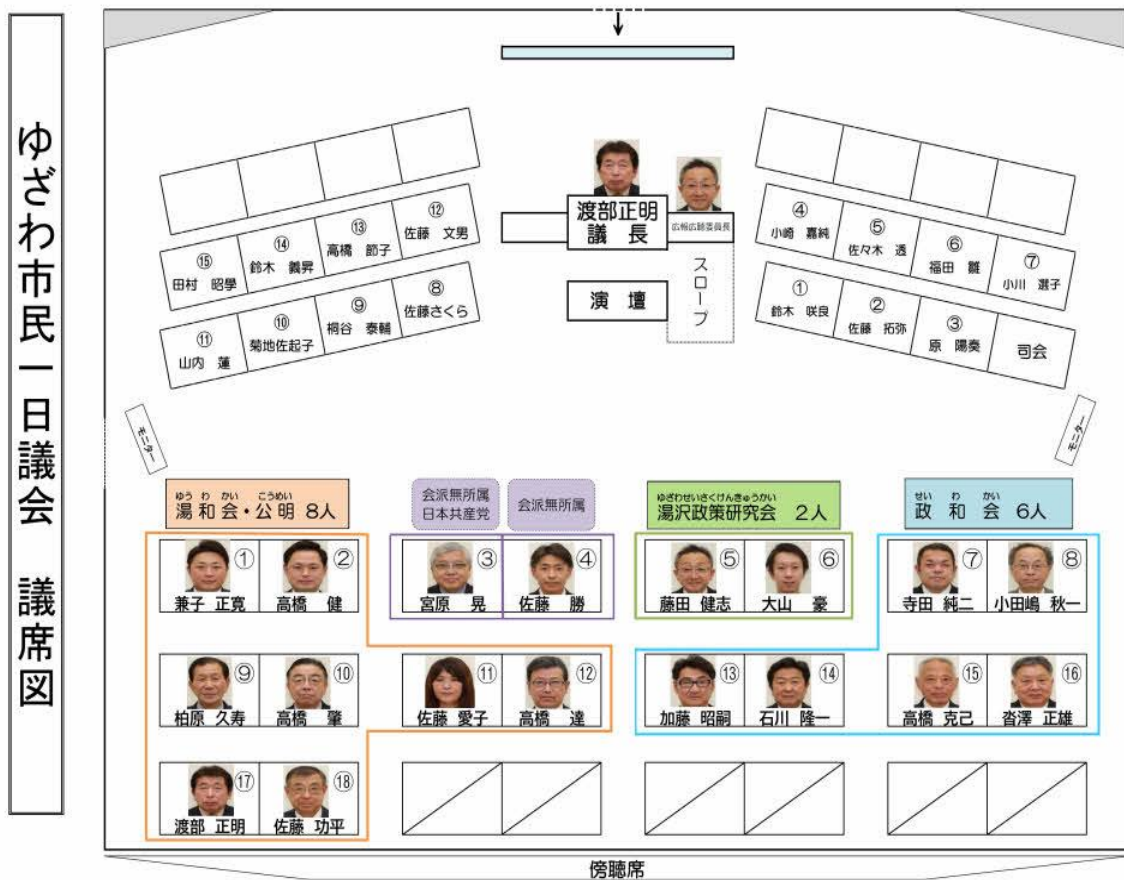 ゆざわ市民一日議会 議席図
渡部正明
議 長
広報広聴委員長
スロープ
演 壇
⑫
佐藤 文男
⑬
高橋 節子
⑭
鈴木 義昇
⑮
田村 昭學
⑧
佐藤さくら
⑨
桐谷 泰輔
⑩
菊地佐起子
⑪
山内 蓮
④
小崎 嘉純
⑤
佐々木 透
⑥
福田 雛
⑦
小川 選子
①
鈴木 咲良
②
佐藤 拓弥
③
原 陽奏
司会
モニター
モニター
ゆうわかい こうめい
湯和会・公明 8人
会派無所属
日本共産党
会派無所属
ゆざわせいさくけんきゅうかい
湯沢政策研究会 2人
せいわかい
政和会 6人
①
兼子 正寛
②
高橋 健
③
宮原 晃
④
佐藤 勝
⑤
藤田 健志
⑥
大山 豪
⑦
寺田 純二
⑧
小田嶋 秋一
⑨
柏原 久寿
⑩
高橋 肇
⑪
佐藤 愛子
⑫
高橋 達
⑬
加藤 昭嗣
⑭
石川 隆一
⑮
高橋 克己
⑯
沓澤 正雄
⑰
渡部 正明
⑱
佐藤 功平
傍聴席